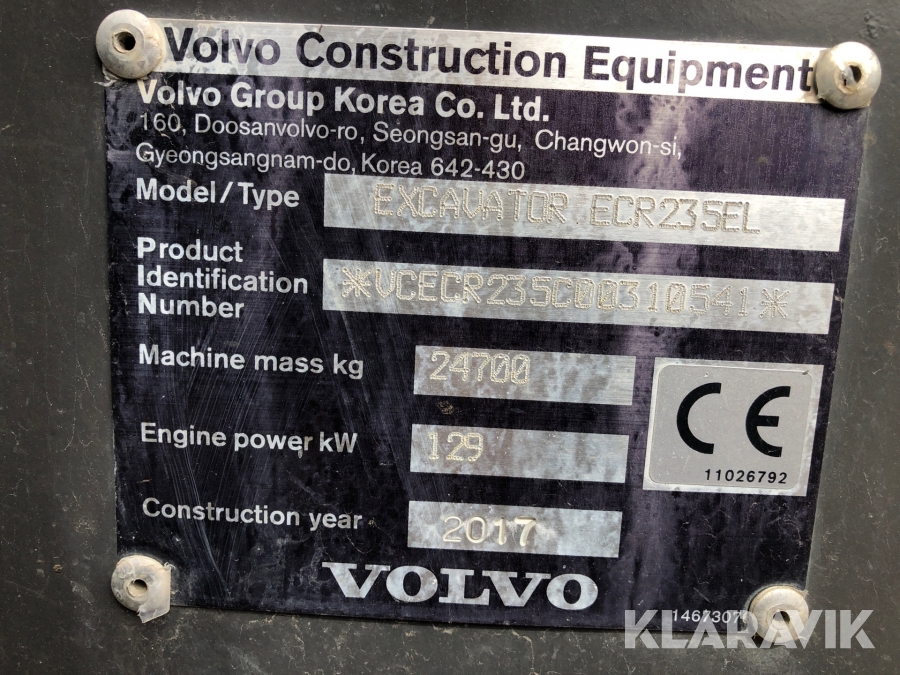 Volvo Construction Equipment
Volvo Group Korea Co. Ltd.
160, Doosanvolvo-ro, Seongsan-gu, Changwon-si,
Gyeongsangnam-do, Korea 642-430
Model/Type EXCAVATOR ECR235EL
Product
Identification
Number *VCECR235C00310541*
Machine mass kg 24700
Engine power kW 129
CE
11026792
Construction year 2017
VOLVO
KLARAVIK